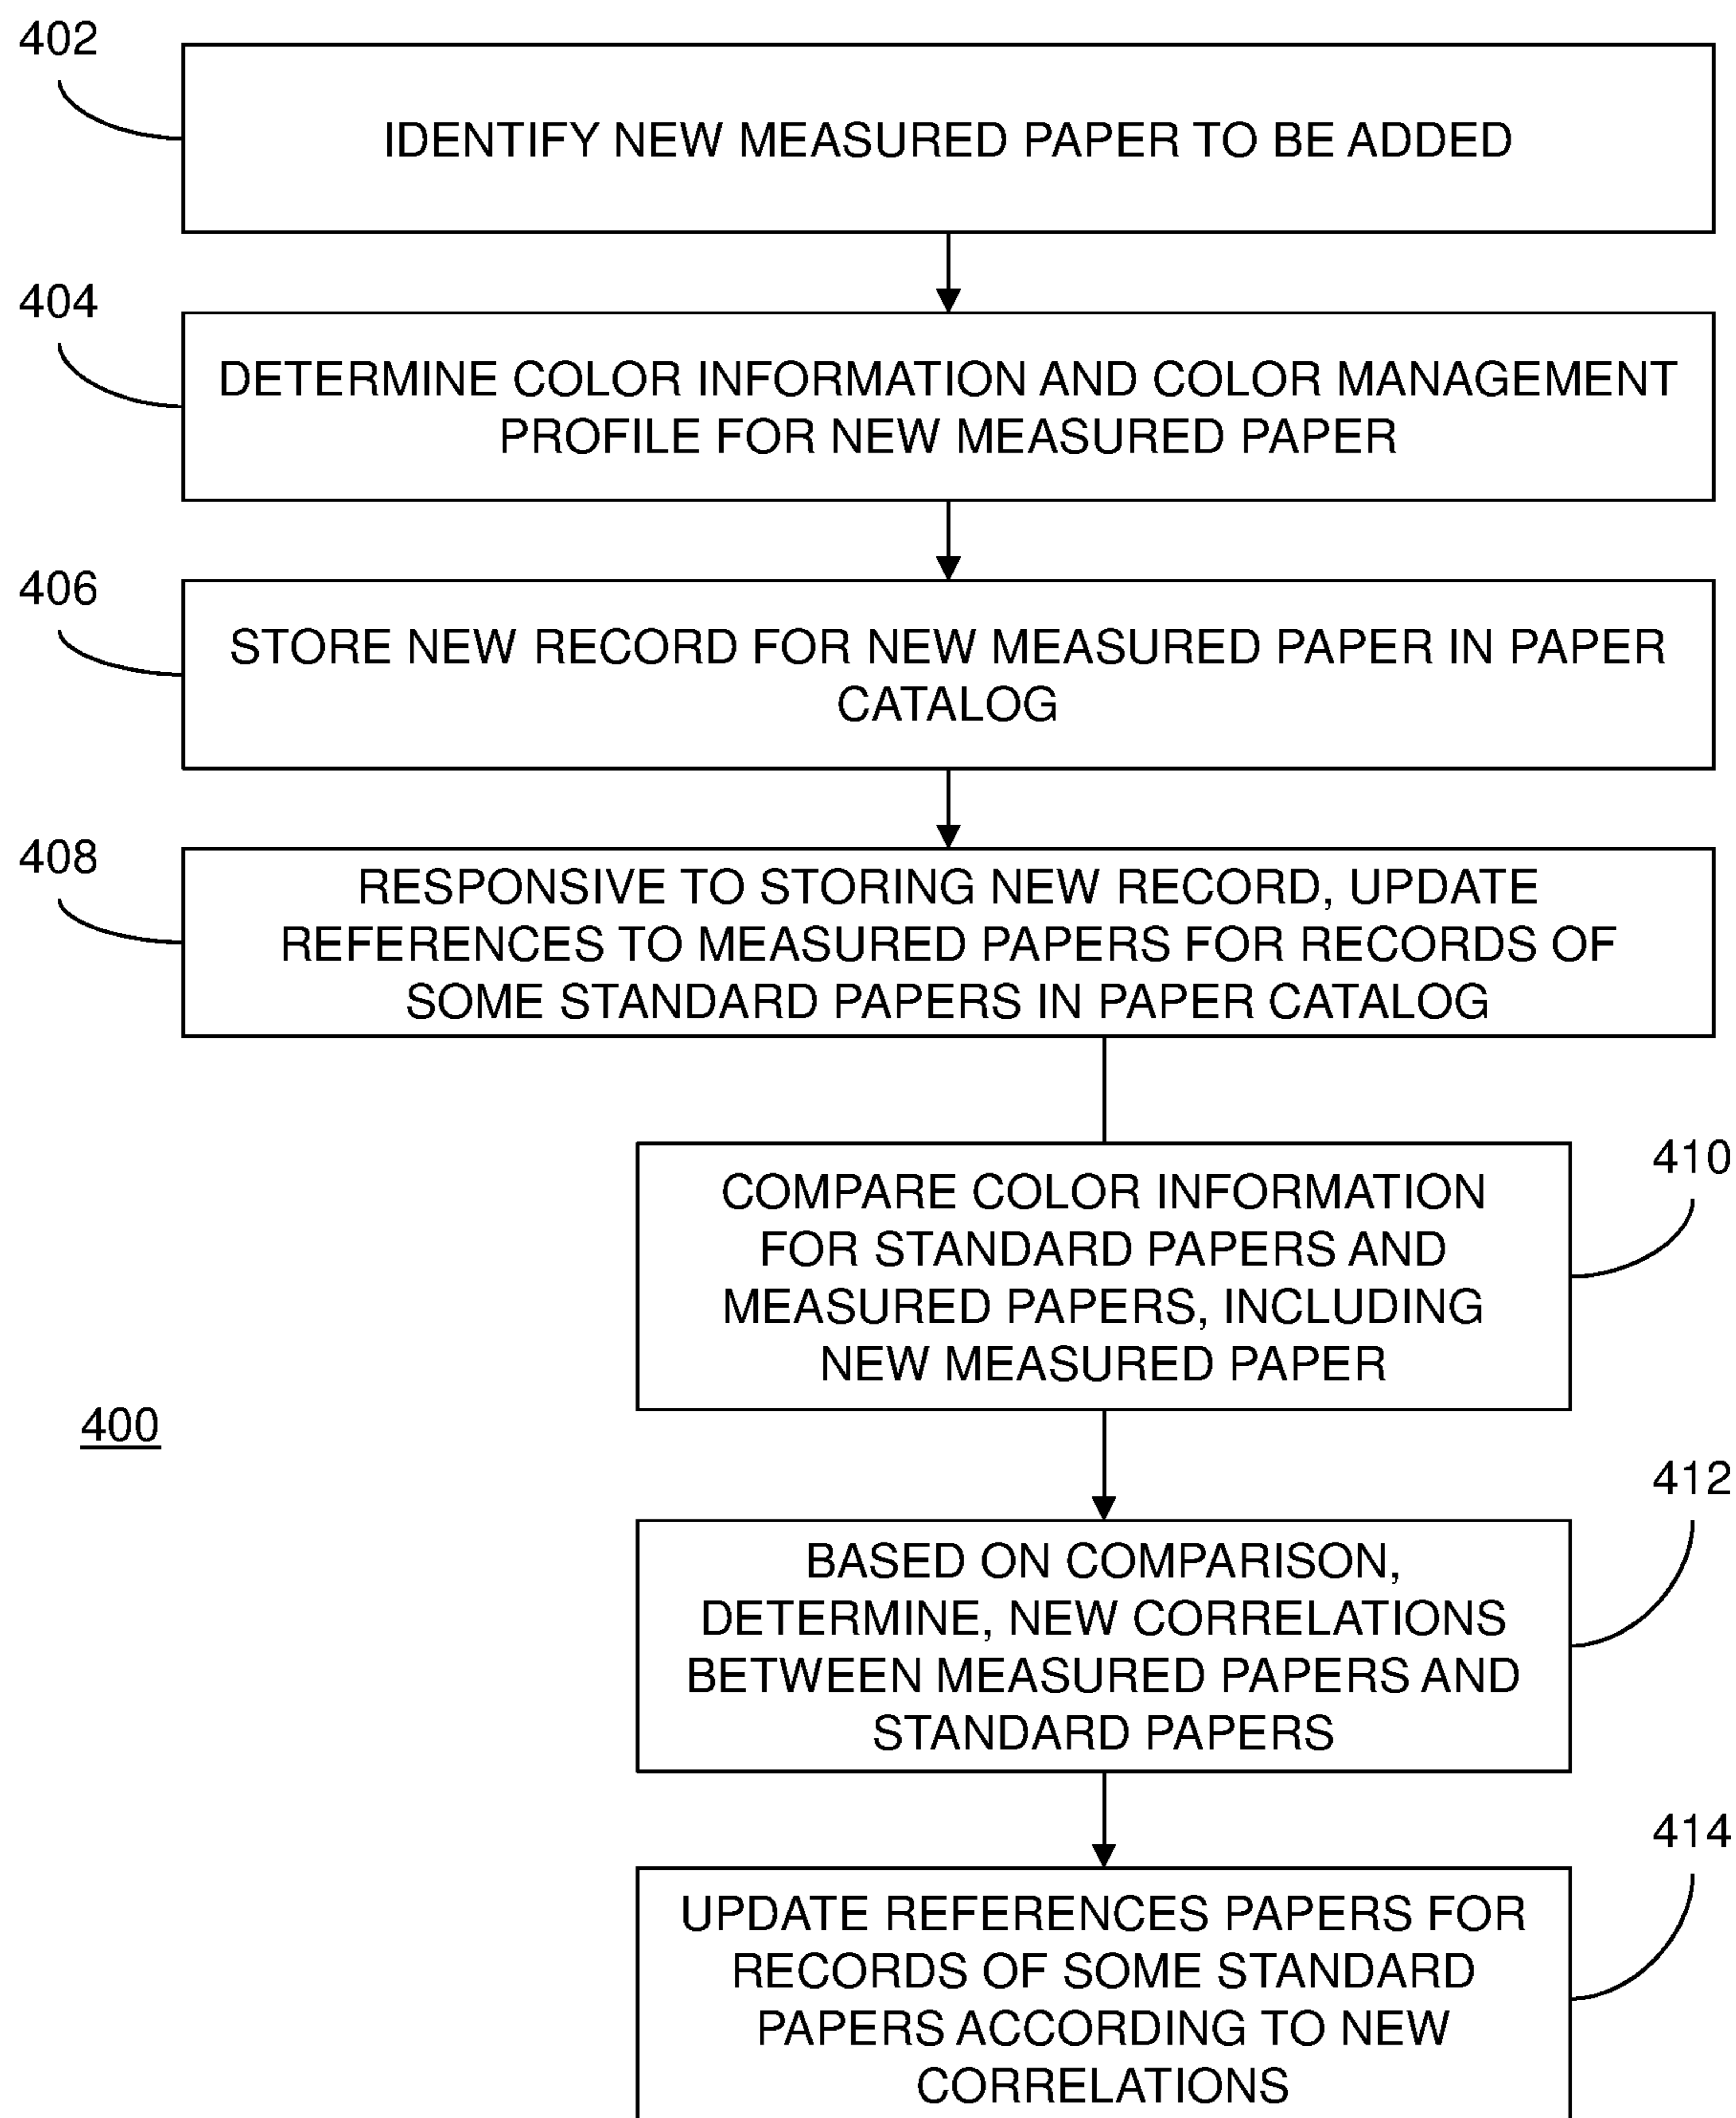 402
IDENTIFY NEW MEASURED PAPER TO BE ADDED
404
DETERMINE COLOR INFORMATION AND COLOR MANAGEMENT
PROFILE FOR NEW MEASURED PAPER
406
STORE NEW RECORD FOR NEW MEASURED PAPER IN PAPER
CATALOG
408
RESPONSIVE TO STORING NEW RECORD, UPDATE
REFERENCES TO MEASURED PAPERS FOR RECORDS OF
SOME STANDARD PAPERS IN PAPER CATALOG
410
COMPARE COLOR INFORMATION
FOR STANDARD PAPERS AND
MEASURED PAPERS, INCLUDING
NEW MEASURED PAPER
400
412
BASED ON COMPARISON,
DETERMINE, NEW CORRELATIONS
BETWEEN MEASURED PAPERS AND
STANDARD PAPERS
414
UPDATE REFERENCES PAPERS FOR
RECORDS OF SOME STANDARD
PAPERS ACCORDING TO NEW
CORRELATIONS